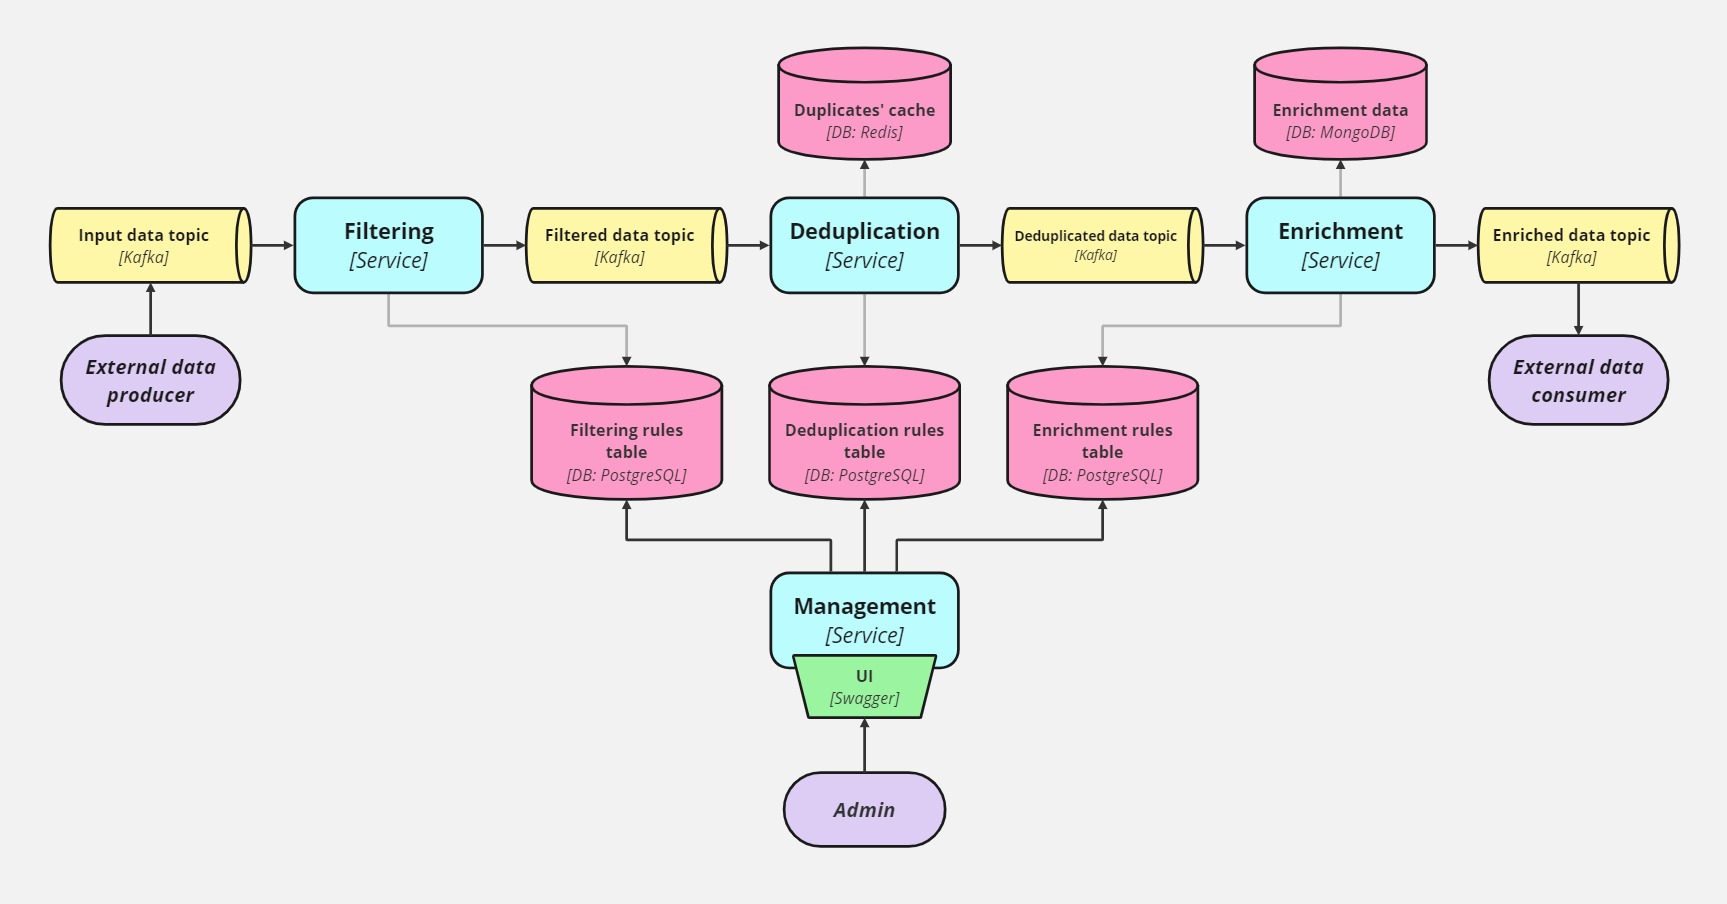 Duplicates' cache
[DB: Redis]
Enrichment data
[DB: MongoDB]
Input data topic
[Kafka]
Filtering
[Service]
Filtered data topic
[Kafka]
Deduplication
[Service]
Deduplicated data topic
[Kafka]
Enrichment
[Service]
Enriched data topic
[Kafka]
External data
producer
External data
consumer
Filtering rules
table
[DB: PostgreSQL]
Deduplication rules
table
[DB: PostgreSQL]
Enrichment rules
table
[DB: PostgreSQL]
Management
[Service]
UI
[Swagger]
Admin